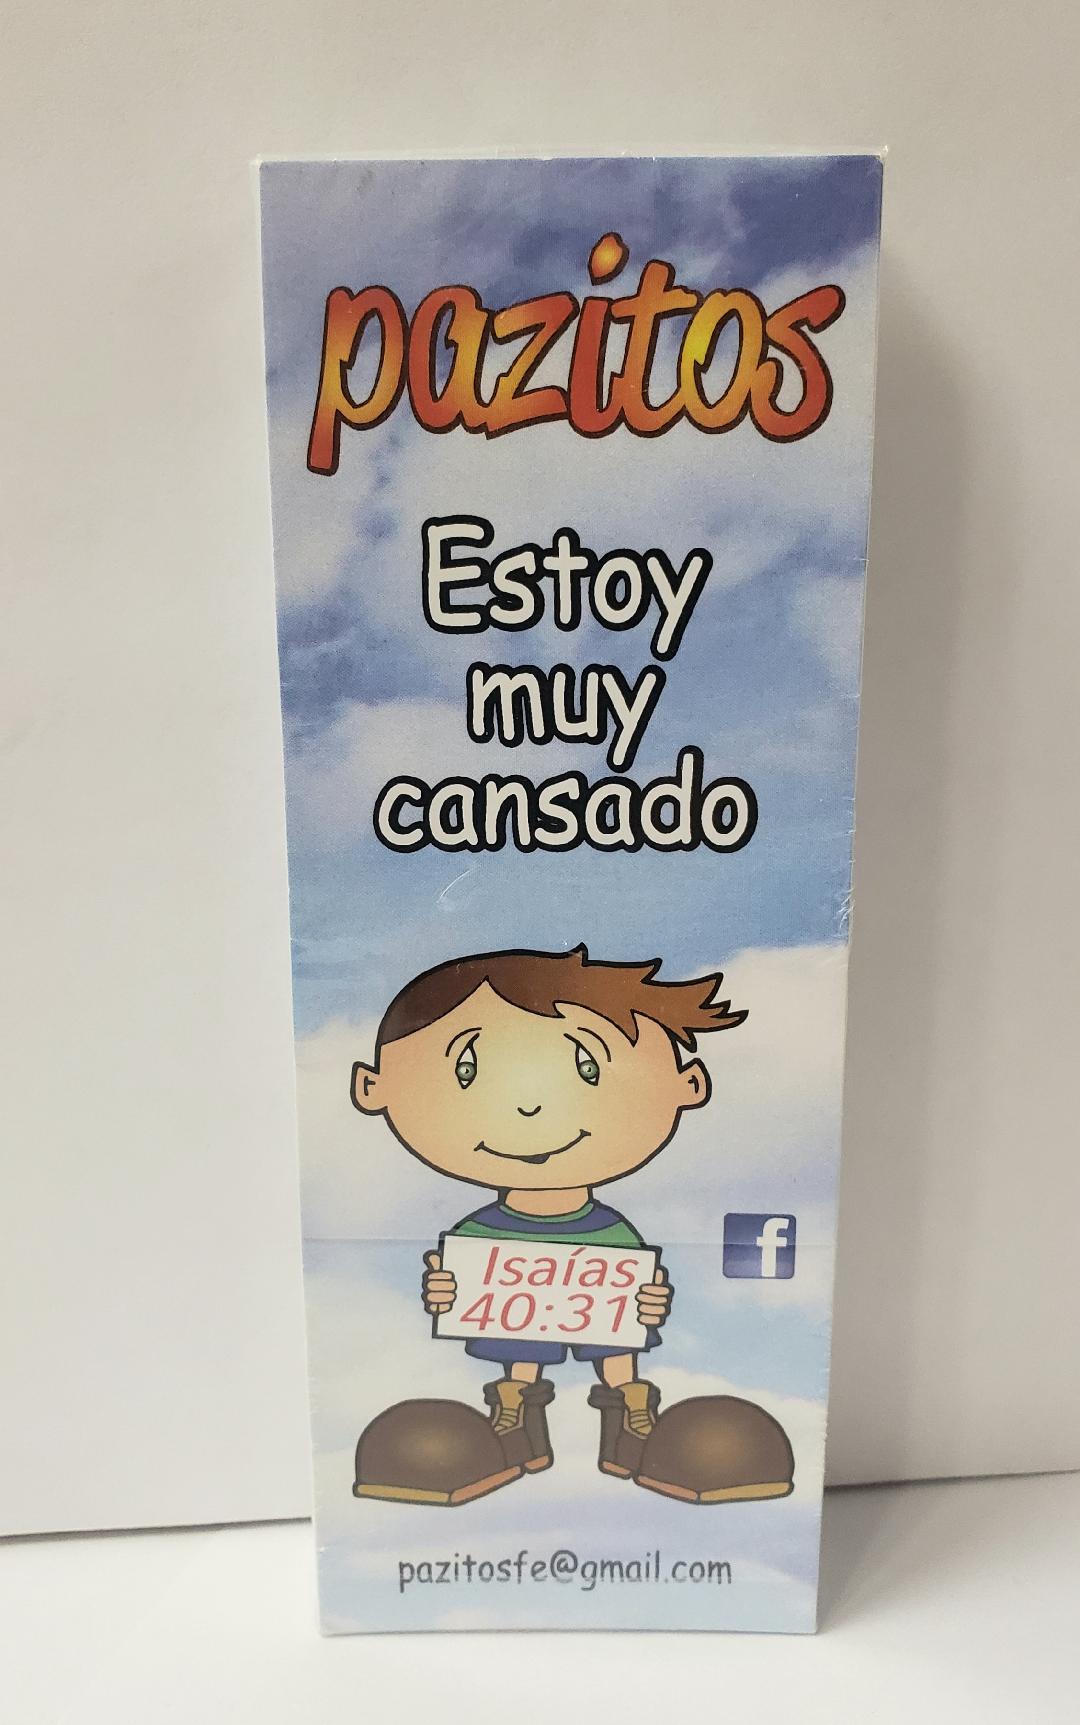 pazitos
Estoy
muy
cansado
f
Isaías
40:31
pazitosfe@gmail.com